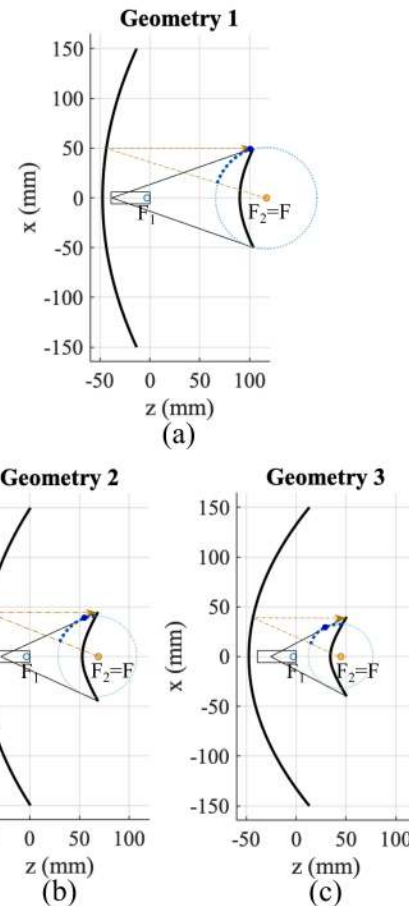 Geometry 1
x (mm)
150
100
50
0
-50
-100
-150
F1
F2=F
-50 0 50 100
z (mm)
(a)
Geometry 2
F1
F2=F
0 50 100
z (mm)
(b)
Geometry 3
x (mm)
150
100
50
0
-50
-100
-150
F1
F2=F
-50 0 50 100
z (mm)
(c)